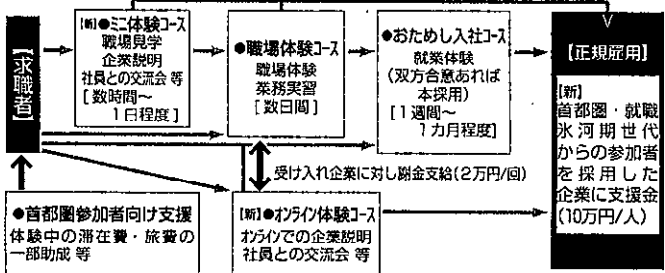 【求職者】
【新】●ミニ体験コース
職場見学
企業説明
社員との交流会 等
[数時間〜
1日程度]
●職場体験コース
職場体験
業務実習
[数日間]
●おためし入社コース
就業体験
(双方合意あれば
本採用)
[1週間〜
1カ月程度]
【正規雇用】
【新】
首都圏・就職
氷河期世代
からの参加者
を採用した
企業に支援金
(10万円/人)
受け入れ企業に対し謝金支給(2万円/回)
●首都圏参加者向け支援
体験中の滞在費・旅費の
一部助成 等
【新】●オンライン体験コース
オンラインでの企業説明
社員との交流会 等